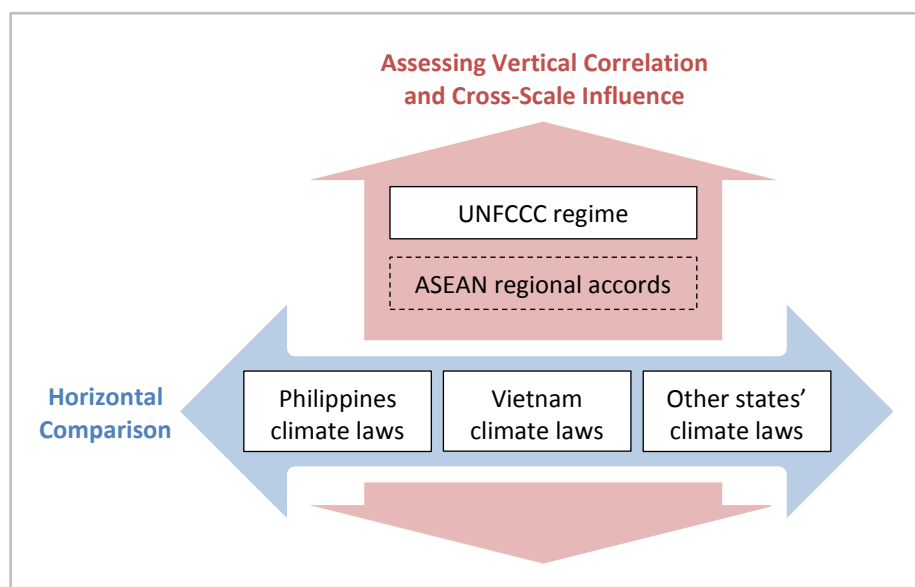 Assessing Vertical Correlation
and Cross-Scale Influence
UNFCCC regime
ASEAN regional accords
Horizontal
Comparison
Philippines
climate laws
Vietnam
climate laws
Other states’
climate laws